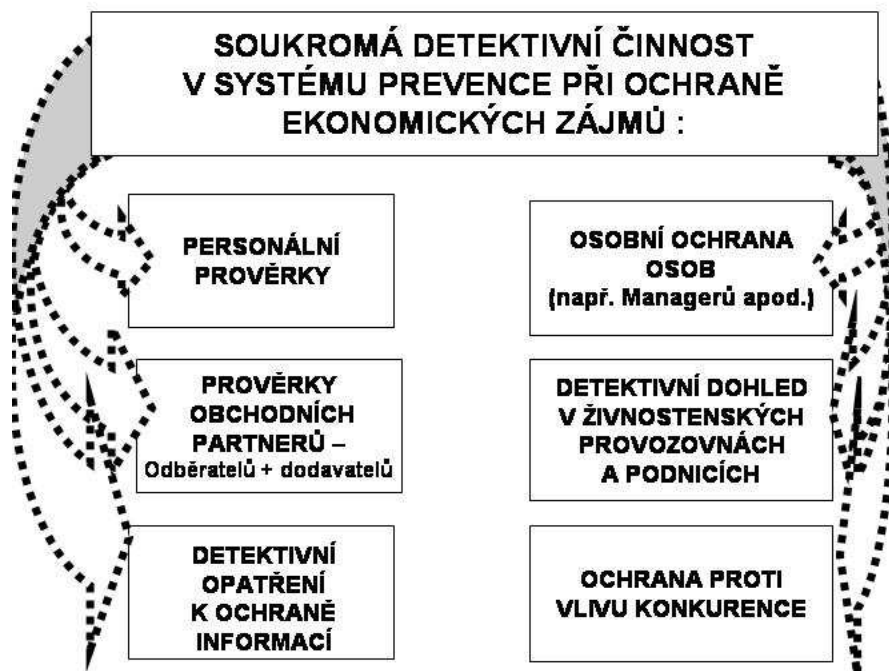 SOUKROMÁ DETEKTIVNÍ ČINNOST
V SYSTÉMU PREVENCE PŘI OCHRANĚ
EKONOMICKÝCH ZÁJMŮ :
PERSONÁLNÍ
PROVĚRKY
OSOBNÍ OCHRANA
OSOB
(např. Managerů apod.)
PROVĚRKY
OBCHODNÍCH
PARTNERŮ –
Odběratelů + dodavatelů
DETEKTIVNÍ DOHLED
V ŽIVNOSTENSKÝCH
PROVOZOVNÁCH
A PODNICÍCH
DETEKTIVNÍ
OPATŘENÍ
K OCHRANĚ
INFORMACÍ
OCHRANA PROTI
VLIVU KONKURENCE